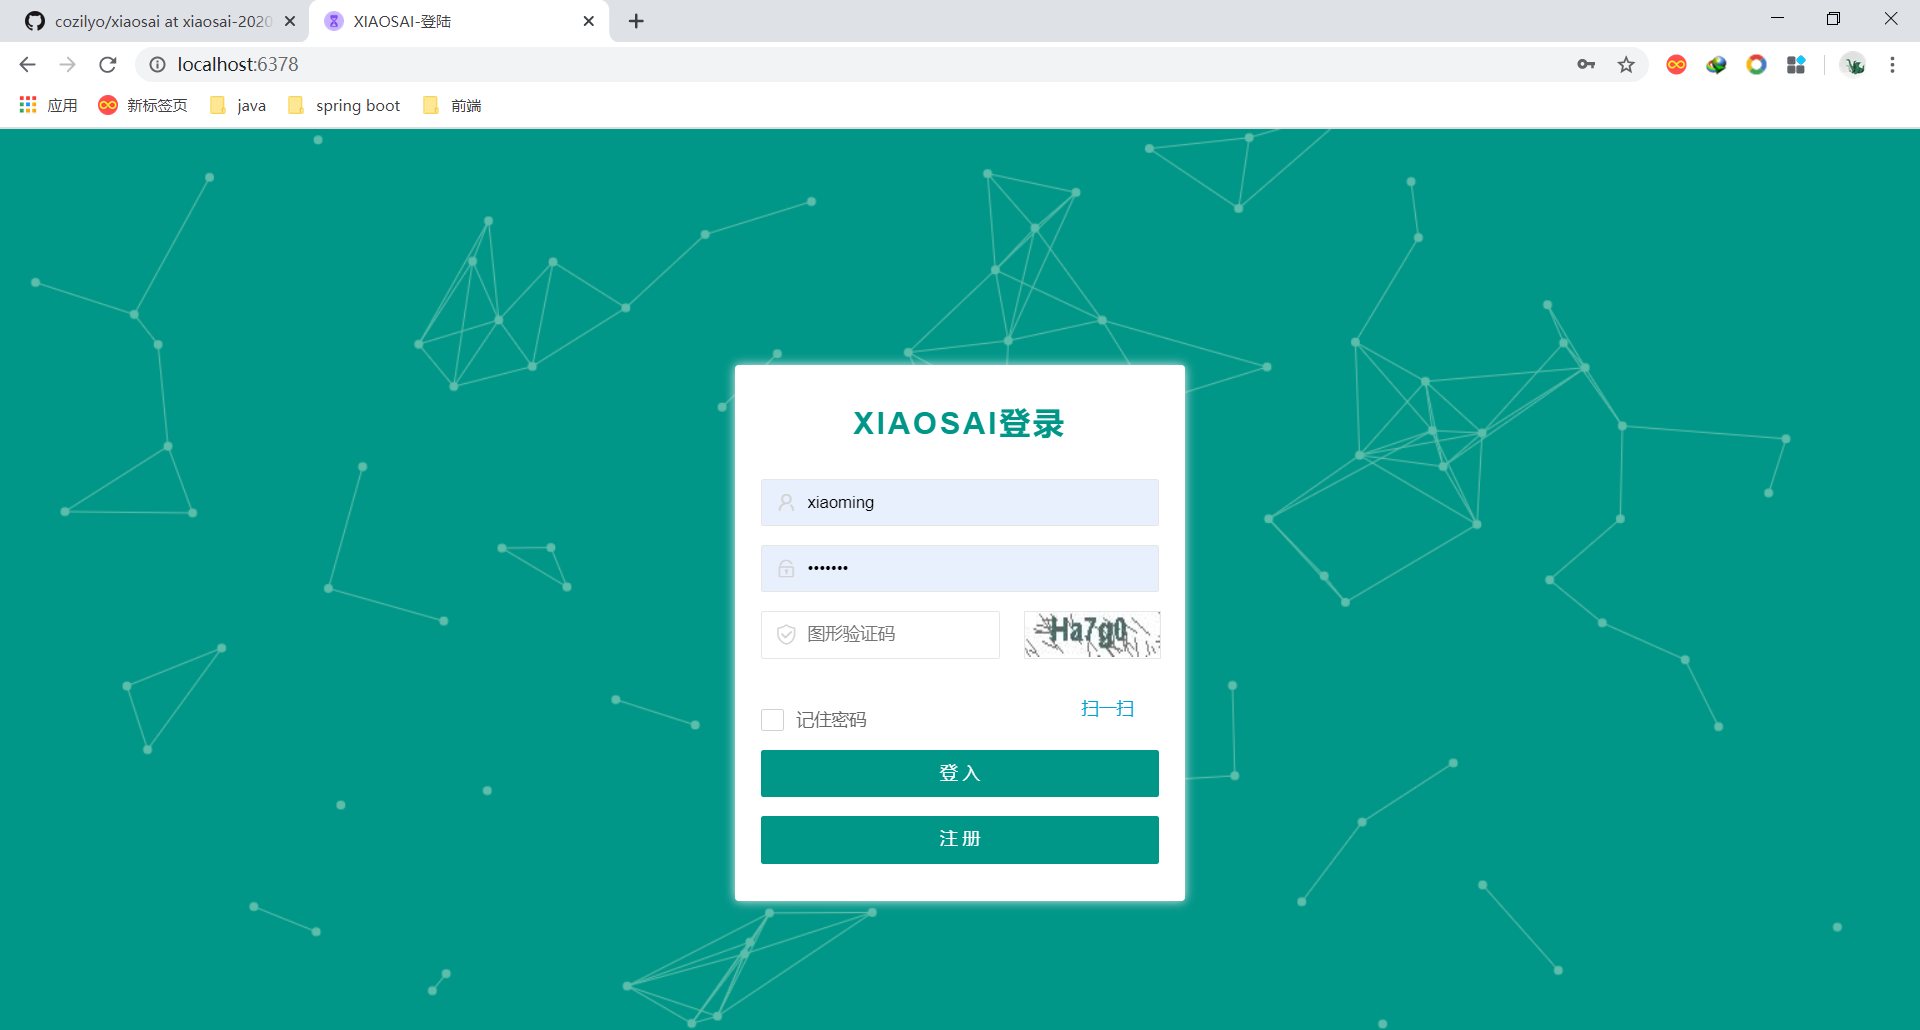 cozilyo/xiaosai at xiaosai-2020
XIAOSAI-登陆
localhost:6378
应用
新标签页
java
spring boot
前端
XIAOSAI登录
xiaoming
•••••••
图形验证码
Ha7g0
扫一扫
记住密码
登入
注册